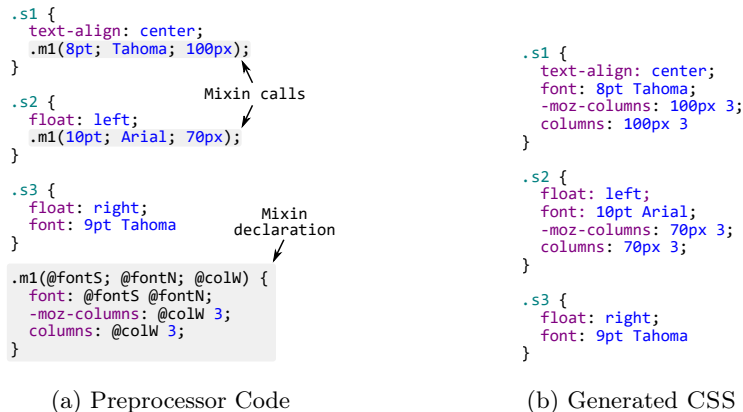 .s1 {
text-align: center;
.m1(8pt; Tahoma; 100px);
}
Mixin calls
.s2 {
float: left;
.m1(10pt; Arial; 70px);
}
.s3 {
float: right;
font: 9pt Tahoma
}
Mixin
declaration
.m1(@fontS; @fontN; @colW) {
font: @fontS @fontN;
-moz-columns: @colW 3;
columns: @colW 3;
}
(a) Preprocessor Code
.s1 {
text-align: center;
font: 8pt Tahoma;
-moz-columns: 100px 3;
columns: 100px 3
}
.s2 {
float: left;
font: 10pt Arial;
-moz-columns: 70px 3;
columns: 70px 3;
}
.s3 {
float: right;
font: 9pt Tahoma
}
(b) Generated CSS